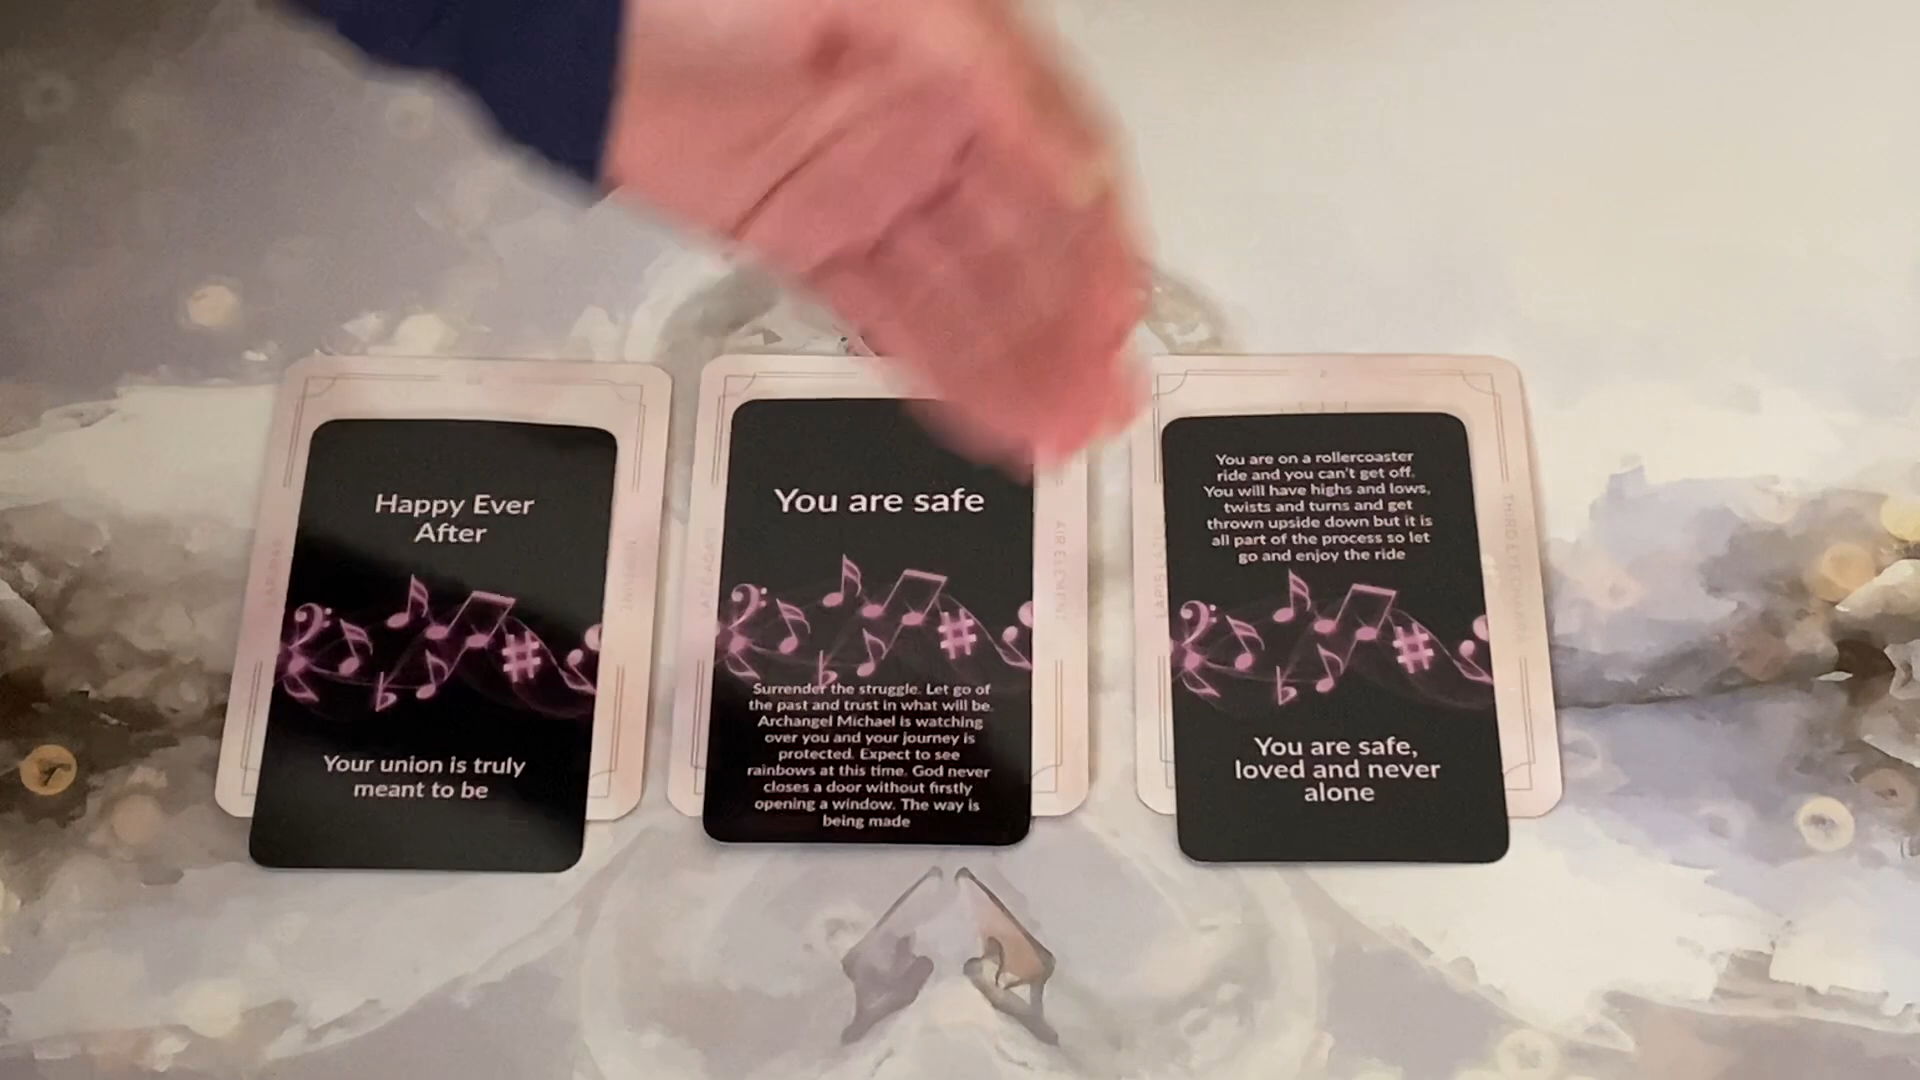 Happy Ever
After
Your union is truly
meant to be
You are safe
Surrender the struggle. Let go of
the past and trust in what will be.
Archangel Michael is watching
over you and your journey is
protected. Expect to see
rainbows at this time. God never
closes a door without firstly
opening a window. The way is
being made
You are on a rollercoaster
ride and you can't get off.
You will have highs and lows,
twists and turns and get
thrown upside down but it is
all part of the process so let
go and enjoy the ride
You are safe,
loved and never
alone
THIRD EYE CHAKRA
AIR ELEMENT